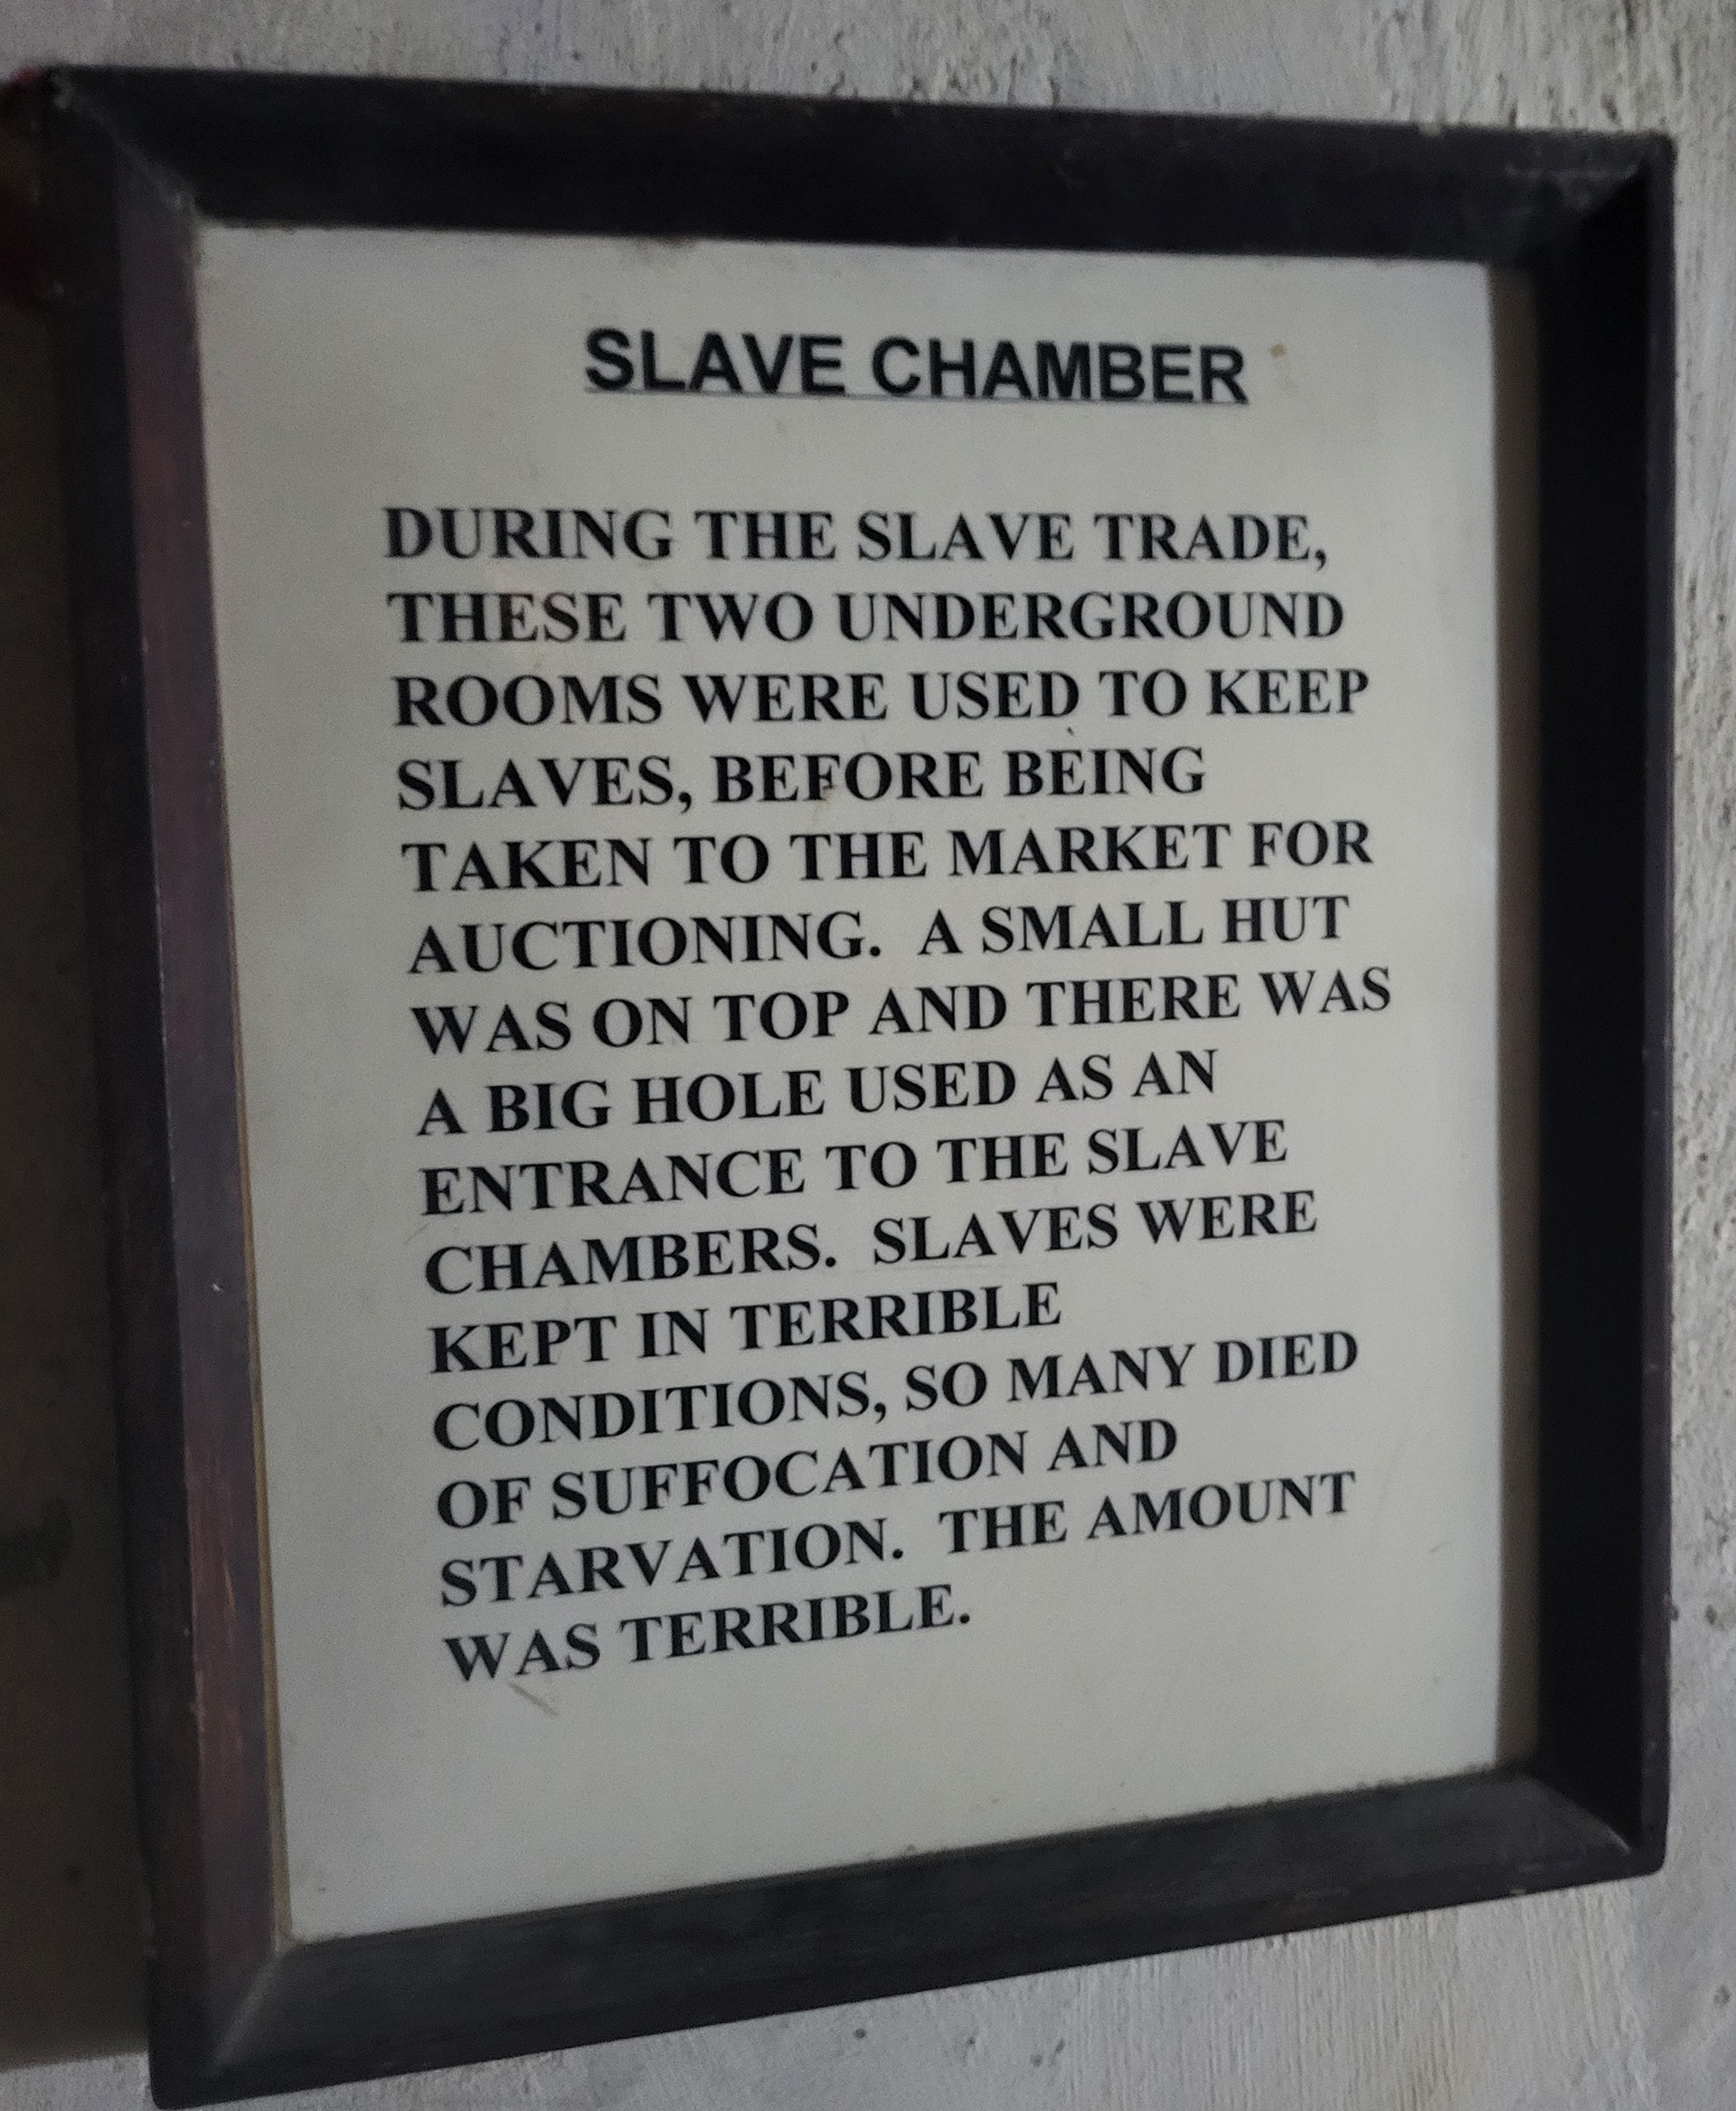 SLAVE CHAMBER
DURING THE SLAVE TRADE,
THESE TWO UNDERGROUND
ROOMS WERE USED TO KEEP
SLAVES, BEFORE BEING
TAKEN TO THE MARKET FOR
AUCTIONING. A SMALL HUT
WAS ON TOP AND THERE WAS
A BIG HOLE USED AS AN
ENTRANCE TO THE SLAVE
CHAMBERS. SLAVES WERE
KEPT IN TERRIBLE
CONDITIONS, SO MANY DIED
OF SUFFOCATION AND
STARVATION. THE AMOUNT
WAS TERRIBLE.